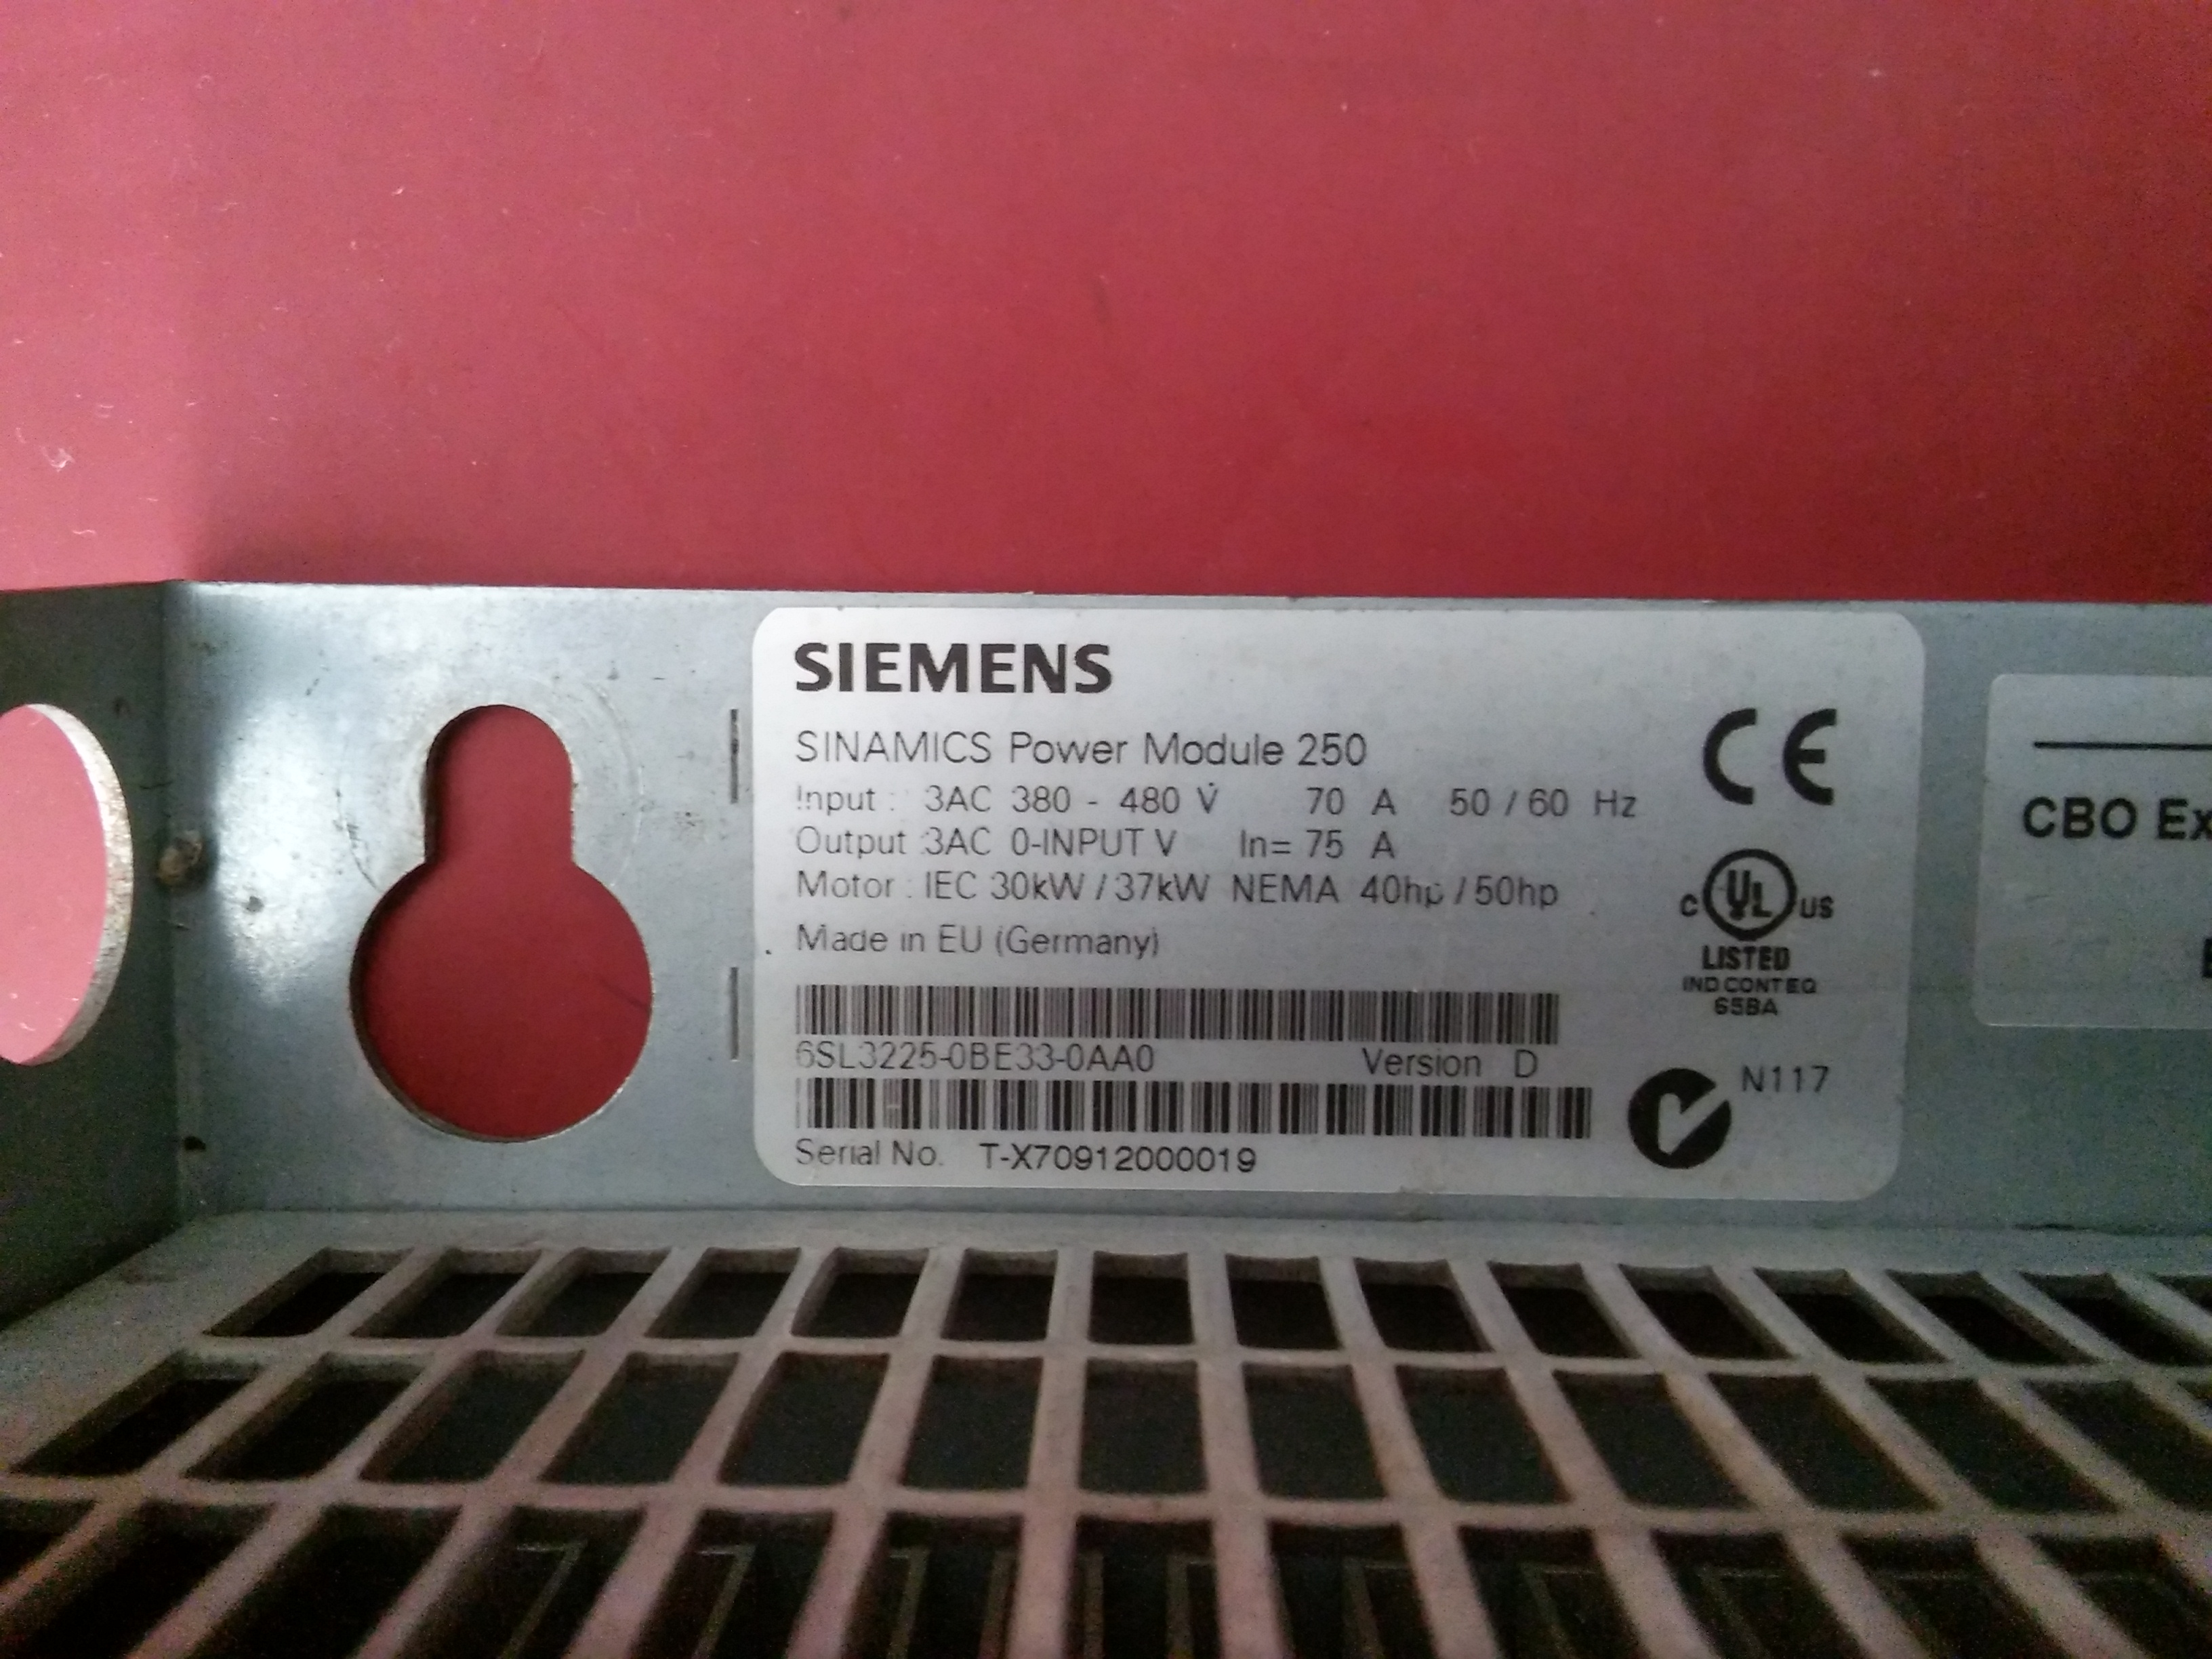 SIEMENS
SINAMICS Power Module 250
Input : 3AC 380 - 480 V 70 A 50 / 60 Hz
Output :3AC 0-INPUT V In= 75 A
Motor : IEC 30kW / 37kW NEMA 40hp / 50hp
Made in EU (Germany)
6SL3225-0BE33-0AA0 Version D
Serial No. T-X70912000019
CE
C UL US
LISTED
IND CONT EQ
65BA
N117
CBO